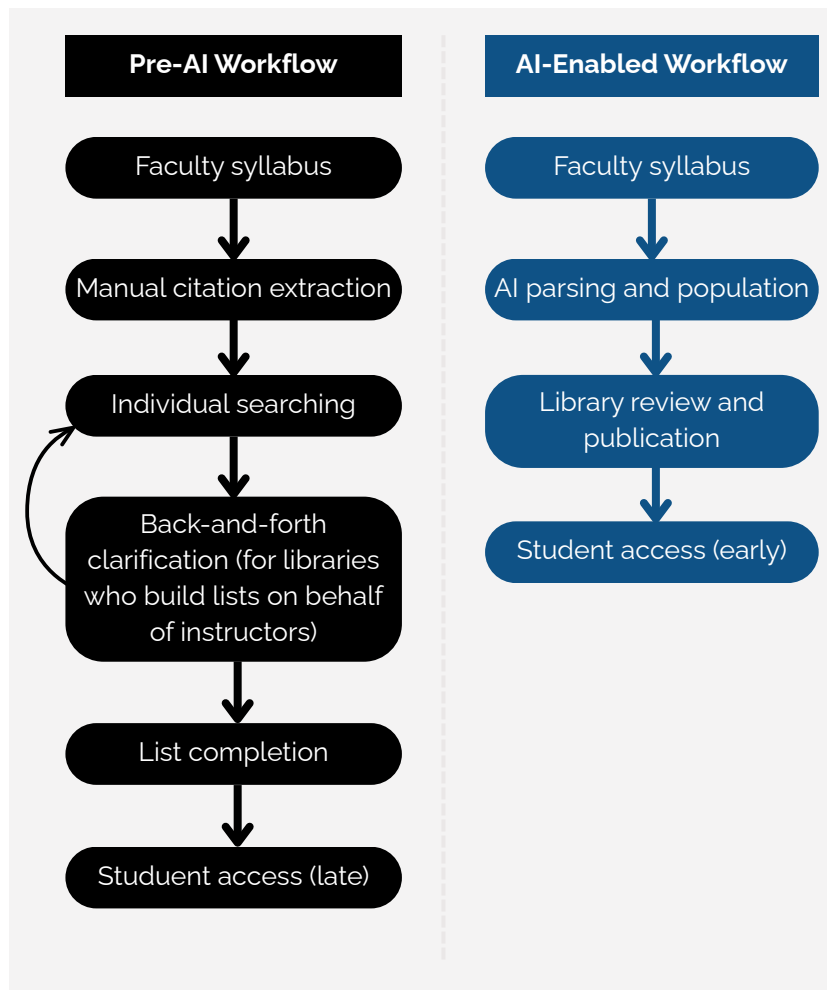 Pre-AI Workflow
Faculty syllabus
Manual citation extraction
Individual searching
Back-and-forth
clarification (for libraries
who build lists on behalf
of instructors)
List completion
Studuent access (late)
AI-Enabled Workflow
Faculty syllabus
AI parsing and population
Library review and
publication
Student access (early)